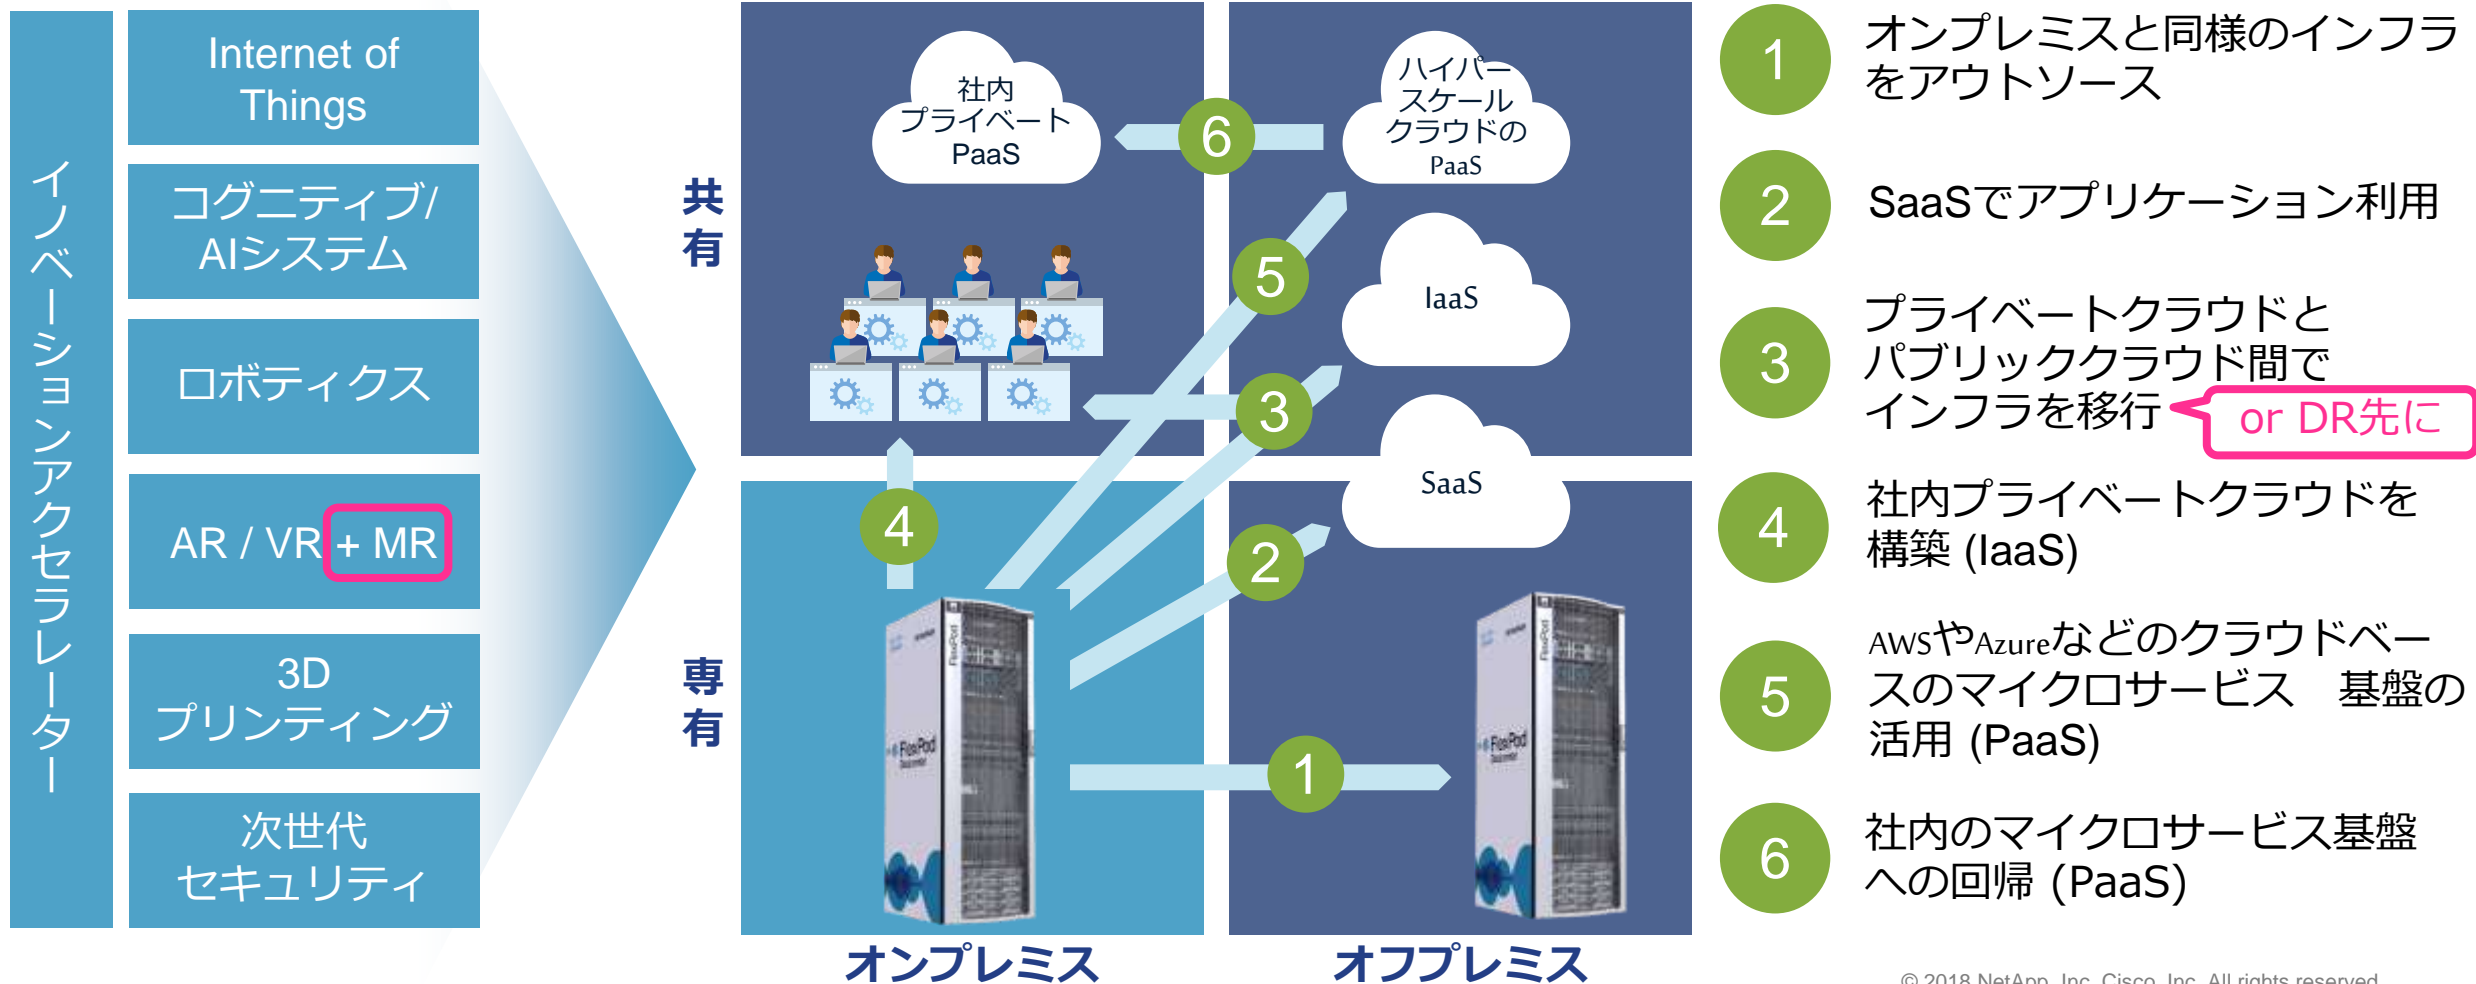 イノベーションアクセラレーター
Internet of
Things
コグニティブ/
AIシステム
ロボティクス
AR / VR + MR
3D
プリンティング
次世代
セキュリティ
共有
専有
社内
プライベート
PaaS
ハイパー
スケール
クラウドの
PaaS
6
5
IaaS
3
4
SaaS
2
FlexPod
FlexPod
1
FlexPod
FlexPod
オンプレミス
オフプレミス
1
オンプレミスと同様のインフラ
をアウトソース
2
SaaSでアプリケーション利用
3
プライベートクラウドと
パブリッククラウド間で
インフラを移行
or DR先に
4
社内プライベートクラウドを
構築 (IaaS)
5
AWSやAzureなどのクラウドベー
スのマイクロサービス　基盤の
活用 (PaaS)
6
社内のマイクロサービス基盤
への回帰 (PaaS)
© 2018 NetApp, Inc. Cisco, Inc. All rights reserved